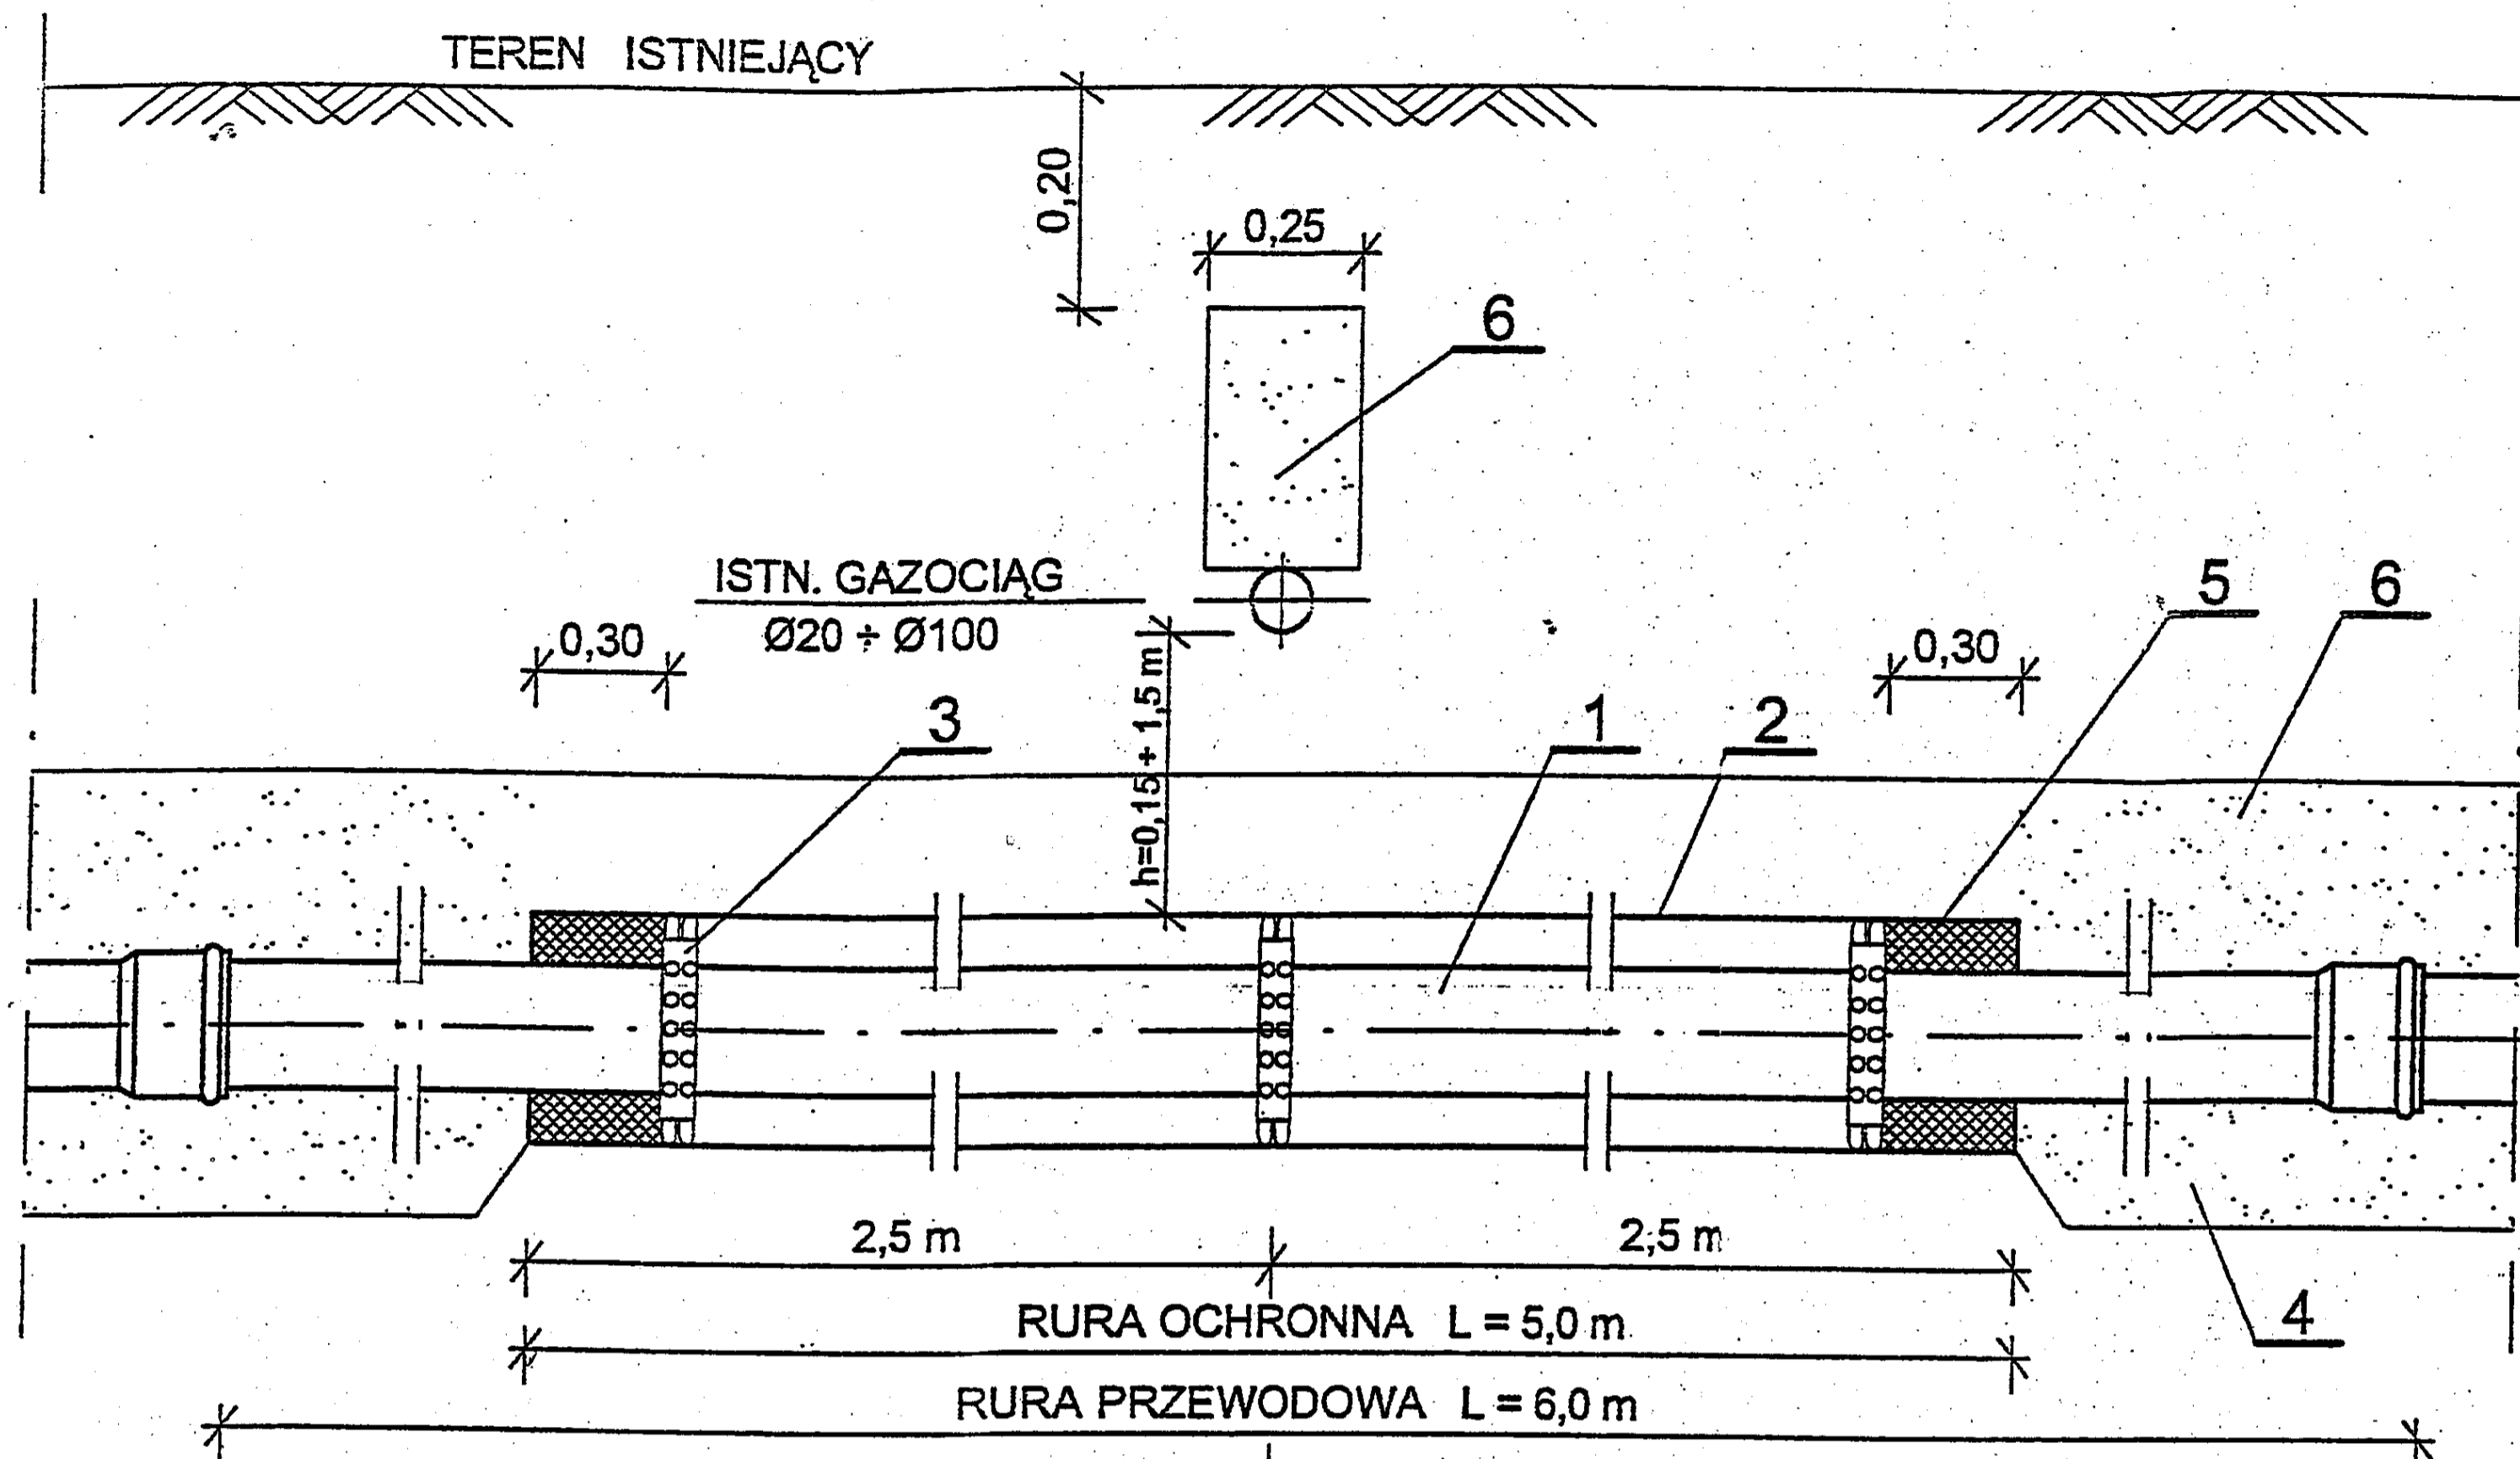 TEREN ISTNIEJĄCY
0,20
0,25
6
ISTN. GAZOCIĄG
Ø20 ÷ Ø100
5
6
0,30
0,30
h=0,15 ÷ 1,5 m
3
1
2
2,5 m
2,5 m
RURA OCHRONNA L = 5,0 m
4
RURA PRZEWODOWA L = 6,0 m